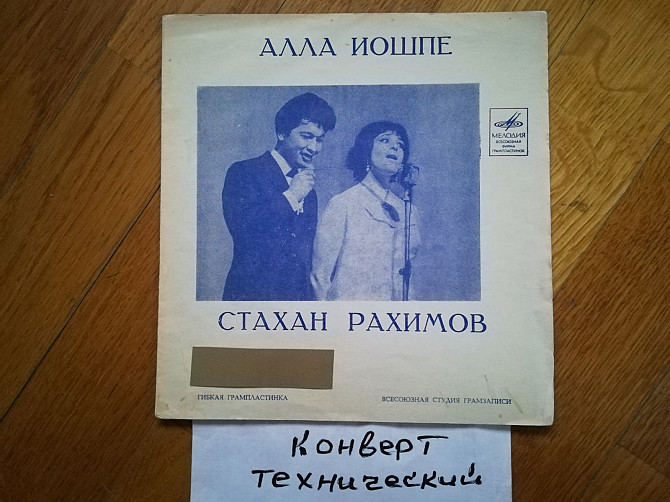 АЛЛА ИОШПЕ
МЕЛОДИЯ
ВСЕСОЮЗНАЯ
ФИРМА
ГРАМПЛАСТИНОК
СТАХАН РАХИМОВ
ГИБКАЯ ГРАМПЛАСТИНКА
ВСЕСОЮЗНАЯ СТУДИЯ ГРАМЗАПИСИ
Конверт
технический